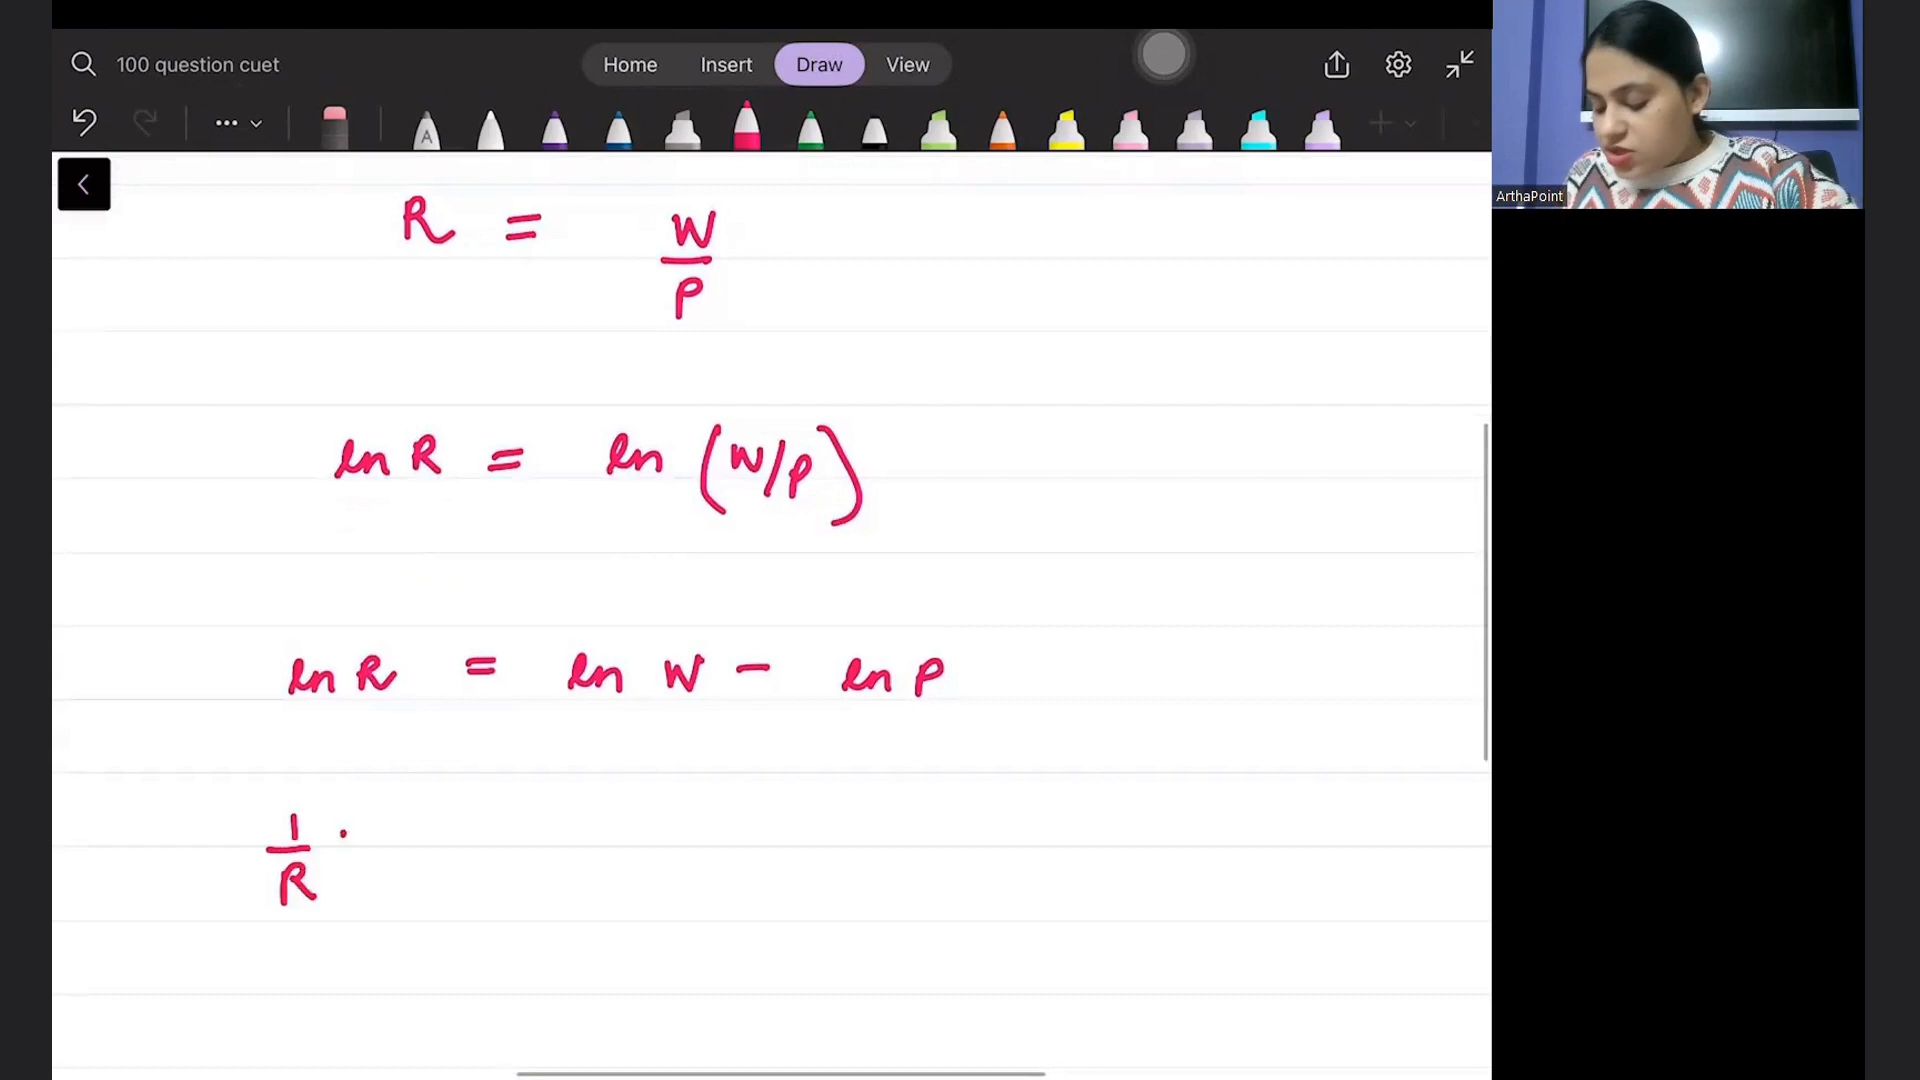 100 question cuet
Home Insert Draw View
A
ArthaPoint
R = W/P
ln R = ln (W/P)
ln R = ln W - ln P
1/R ·